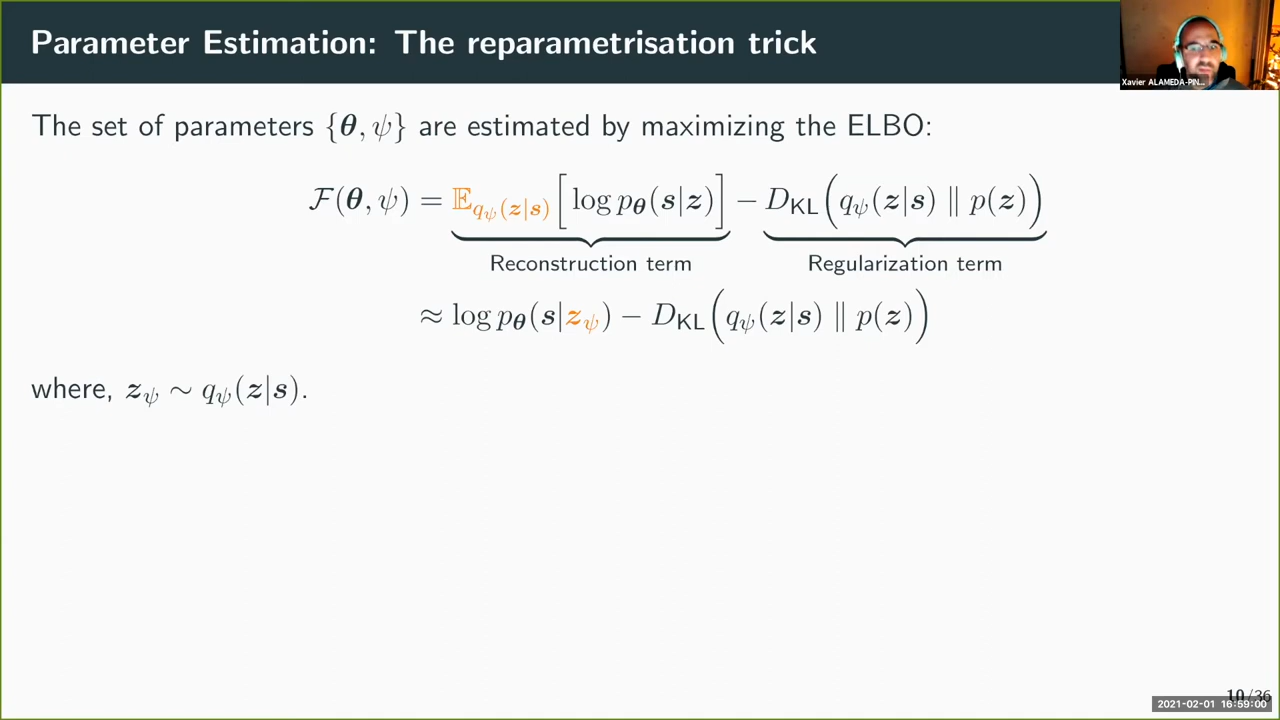 Parameter Estimation: The reparametrisation trick
Xavier ALAMEDA-PIN...
The set of parameters {θ, ψ} are estimated by maximizing the ELBO:
ℱ(θ, ψ) = 𝔼_{q_ψ(z|s)} [ log p_θ(s|z) ] − D_KL( q_ψ(z|s) ∥ p(z) )
Reconstruction term Regularization term
≈ log p_θ(s|z_ψ) − D_KL( q_ψ(z|s) ∥ p(z) )
where, z_ψ ∼ q_ψ(z|s).
10/36
2021-02-01 16:59:00